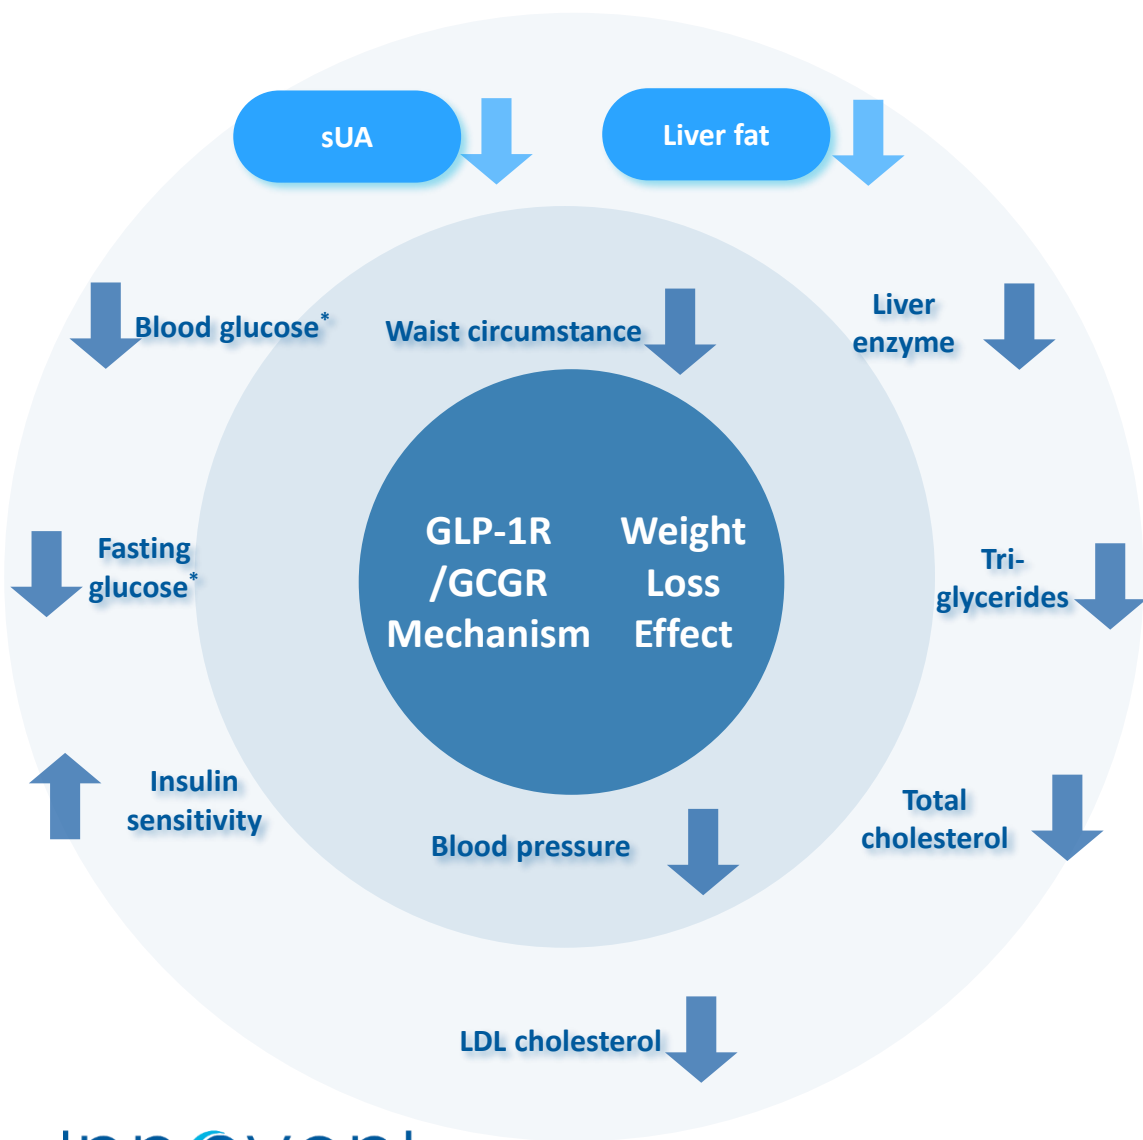 sUA
Liver fat
Blood glucose*
Waist circumstance
Liver
enzyme
GLP-1R
/GCGR
Mechanism
Weight
Loss
Effect
Fasting
glucose*
Tri-
glycerides
Insulin
sensitivity
Total
cholesterol
Blood pressure
LDL cholesterol